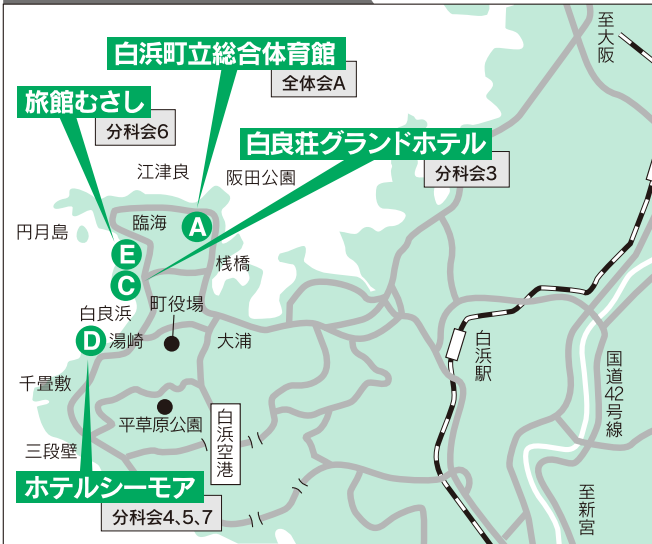 至大阪
白浜町立総合体育館
全体会A
旅館むさし
分科会6
白良荘グランドホテル
分科会3
江津良
阪田公園
臨海
A
円月島
E
桟橋
C
町役場
白良浜
D
湯崎
大浦
白浜駅
国道42号線
千畳敷
平草原公園
白浜空港
三段壁
ホテルシーモア
分科会4、5、7
至新宮